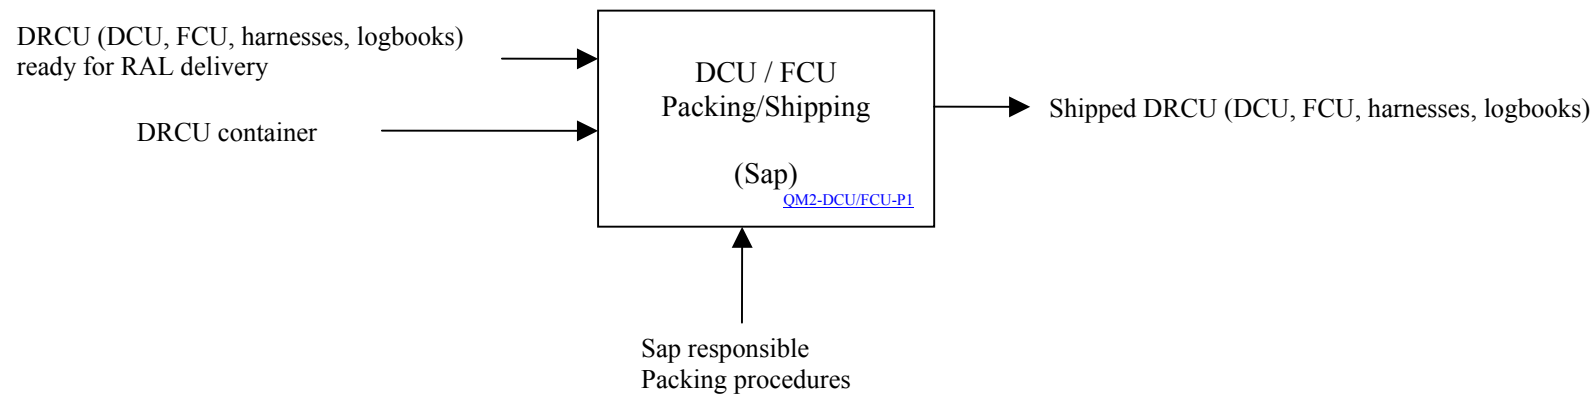 DRCU (DCU, FCU, harnesses, logbooks)
ready for RAL delivery
DRCU container
DCU / FCU
Packing/Shipping
(Sap)
QM2-DCU/FCU-P1
Shipped DRCU (DCU, FCU, harnesses, logbooks)
Sap responsible
Packing procedures